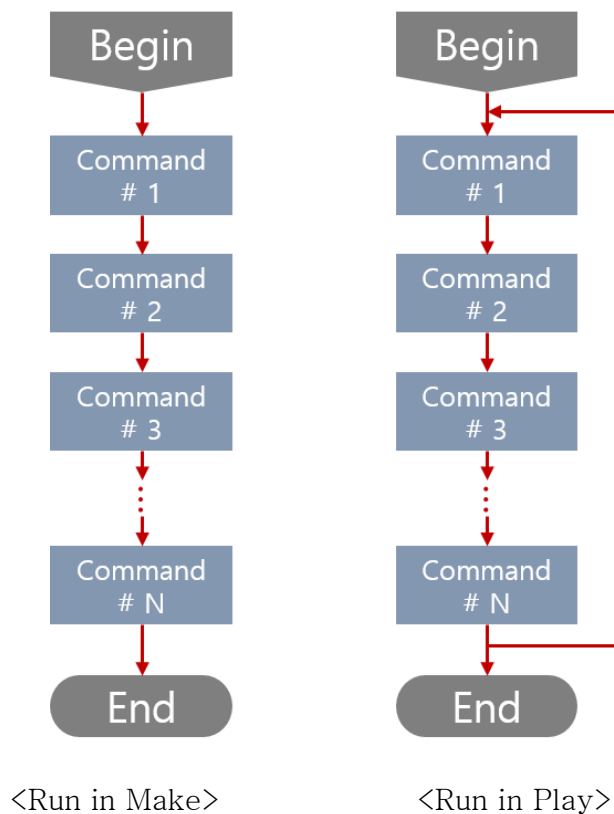 Begin
Command
# 1
Command
# 2
Command
# 3
Command
# N
End
<Run in Make>
Begin
Command
# 1
Command
# 2
Command
# 3
Command
# N
End
<Run in Play>